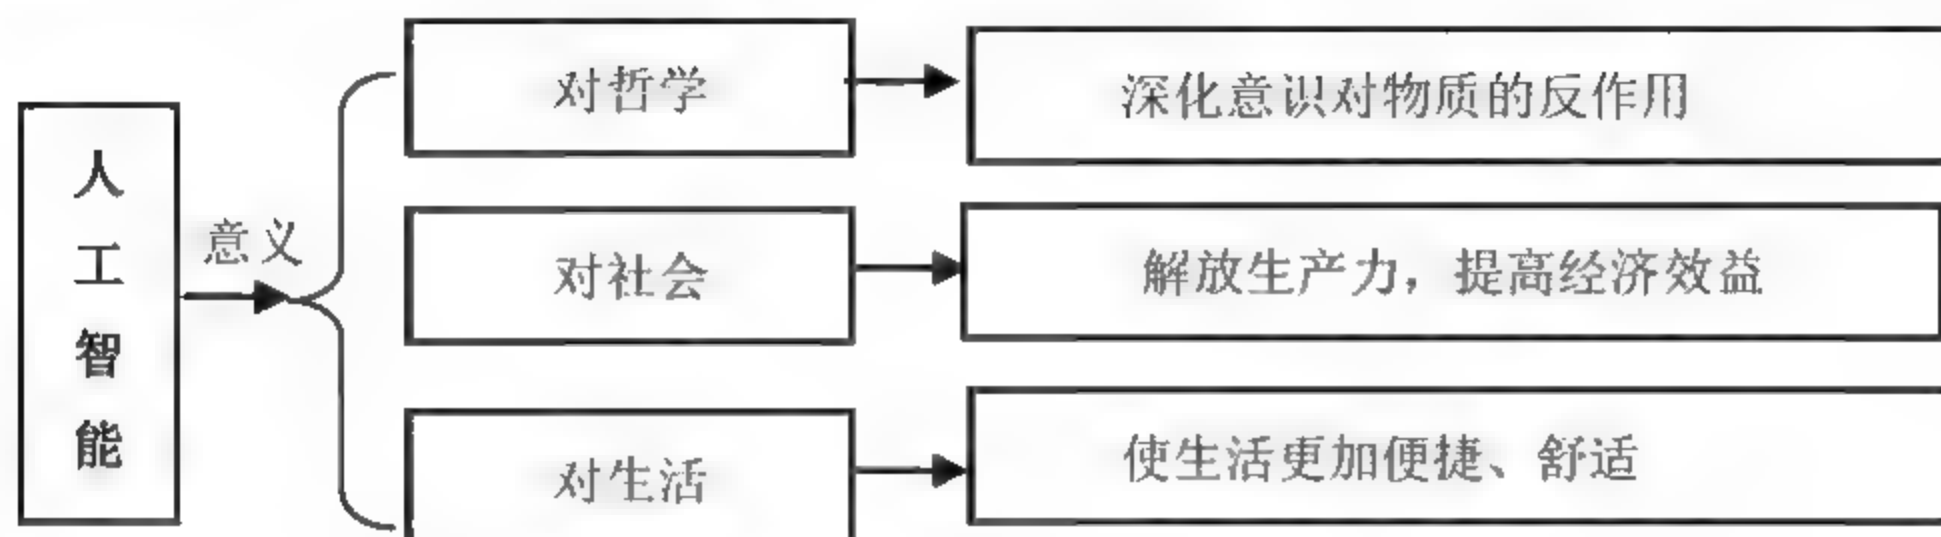 人工智能
意义
对哲学
深化意识对物质的反作用
对社会
解放生产力，提高经济效益
对生活
使生活更加便捷、舒适